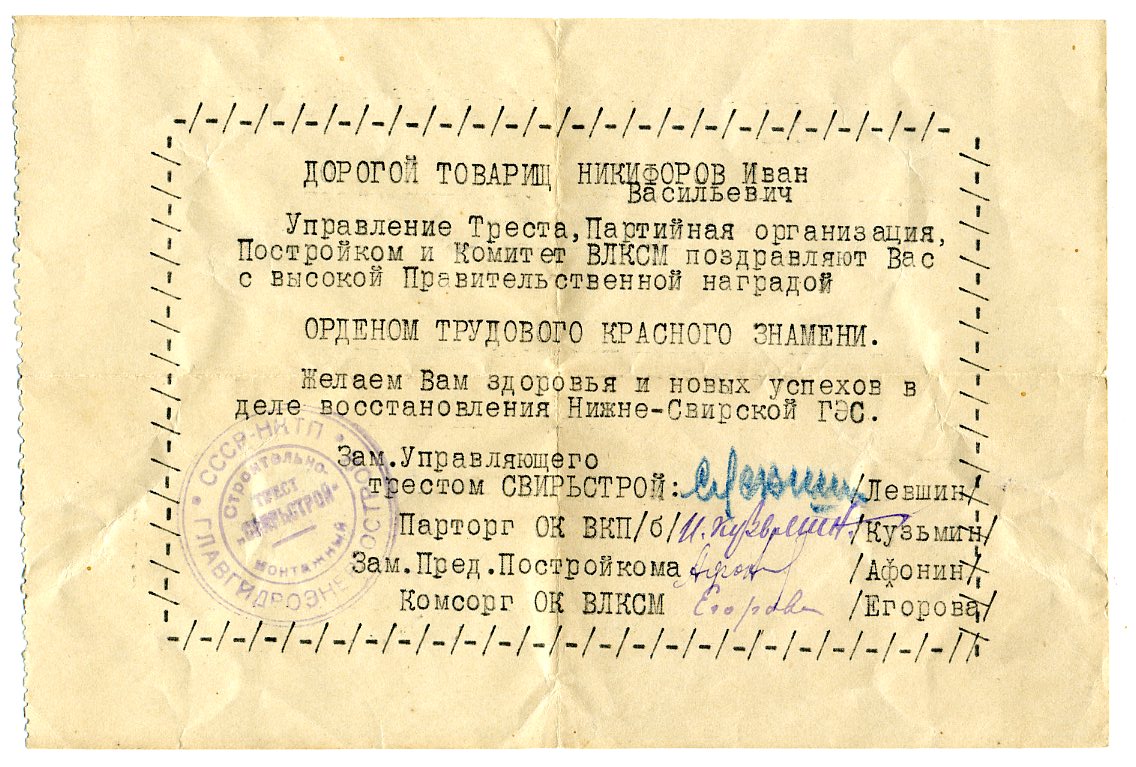 ДОРОГОЙ ТОВАРИЩ НИКИФОРОВ Иван
Васильевич
Управление Треста, Партийная организация,
Постройком и Комитет ВЛКСМ поздравляют Вас
с высокой Правительственной наградой
ОРДЕНОМ ТРУДОВОГО КРАСНОГО ЗНАМЕНИ.
Желаем Вам здоровья и новых успехов в
деле восстановления Нижне-Свирской ГЭС.
Зам.Управляющего
трестом СВИРЬСТРОЙ: /Левшин/
Парторг ОК ВКП/б/ И. Кузьмин /Кузьмин/
Зам.Пред.Постройкома Афон /Афонин/
Комсорг ОК ВЛКСМ Егорова /Егорова/
СССР-НКТП • ГЛАВГИДРОЭНЕРГОСТРОЙ •
Строительно-
ТРЕСТ
„СВИРЬСТРОЙ“
монтажный